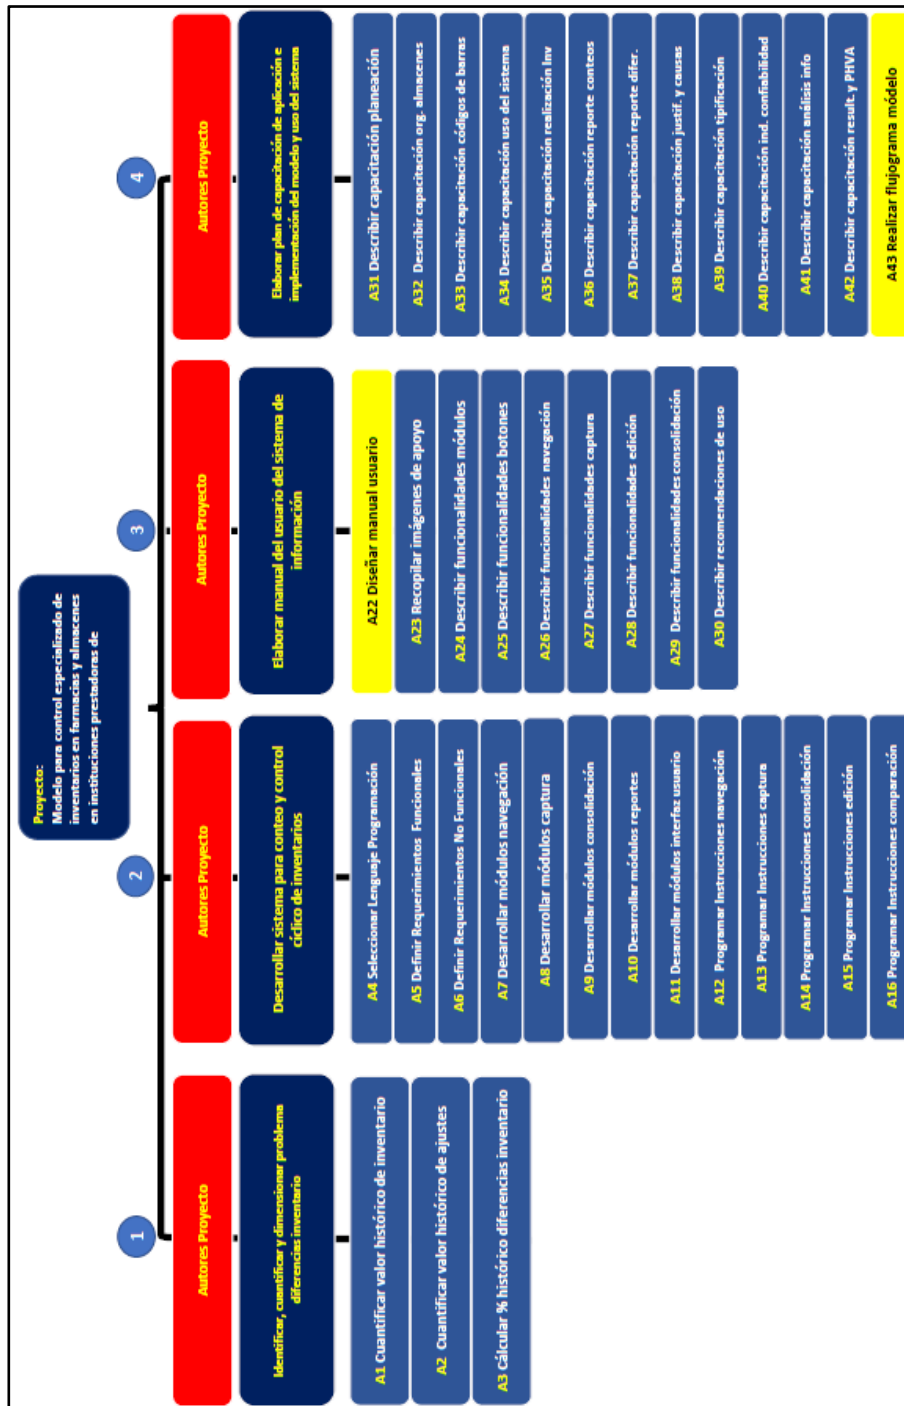 Proyecto:
Modelo para control especializado de
inventarios en farmacias y almacenes
en instituciones prestadoras de
1
Autores Proyecto
Identificar, cuantificar y dimensionar problema
diferencias inventario
A1 Cuantificar valor histórico de inventario
A2 Cuantificar valor histórico de ajustes
A3 Cálcular % histórico diferencias inventario
2
Autores Proyecto
Desarrollar sistema para conteo y control
cíclico de inventarios
A4 Seleccionar Lenguaje Programación
A5 Definir Requerimientos Funcionales
A6 Definir Requerimientos No Funcionales
A7 Desarrollar módulos navegación
A8 Desarrollar módulos captura
A9 Desarrollar módulos consolidación
A10 Desarrollar módulos reportes
A11 Desarrollar módulos interfaz usuario
A12 Programar Instrucciones navegación
A13 Programar Instrucciones captura
A14 Programar Instrucciones consolidación
A15 Programar Instrucciones edición
A16 Programar Instrucciones comparación
3
Autores Proyecto
Elaborar manual del usuario del sistema de
información
A22 Diseñar manual usuario
A23 Recopilar imágenes de apoyo
A24 Describir funcionalidades módulos
A25 Describir funcionalidades botones
A26 Describir funcionalidades navegación
A27 Describir funcionalidades captura
A28 Describir funcionalidades edición
A29 Describir funcionalidades consolidación
A30 Describir recomendaciones de uso
4
Autores Proyecto
Elaborar plan de capacitación de aplicación e
implementación del modelo y uso del sistema
A31 Describir capacitación planeación
A32 Describir capacitación org. almacenes
A33 Describir capacitación códigos de barras
A34 Describir capacitación uso del sistema
A35 Describir capacitación realización Inv
A36 Describir capacitación reporte conteos
A37 Describir capacitación reporte difer.
A38 Describir capacitación justif. y causas
A39 Describir capacitación tipificación
A40 Describir capacitación ind. confiabilidad
A41 Describir capacitación análisis info
A42 Describir capacitación result. y PHVA
A43 Realizar flujograma módelo